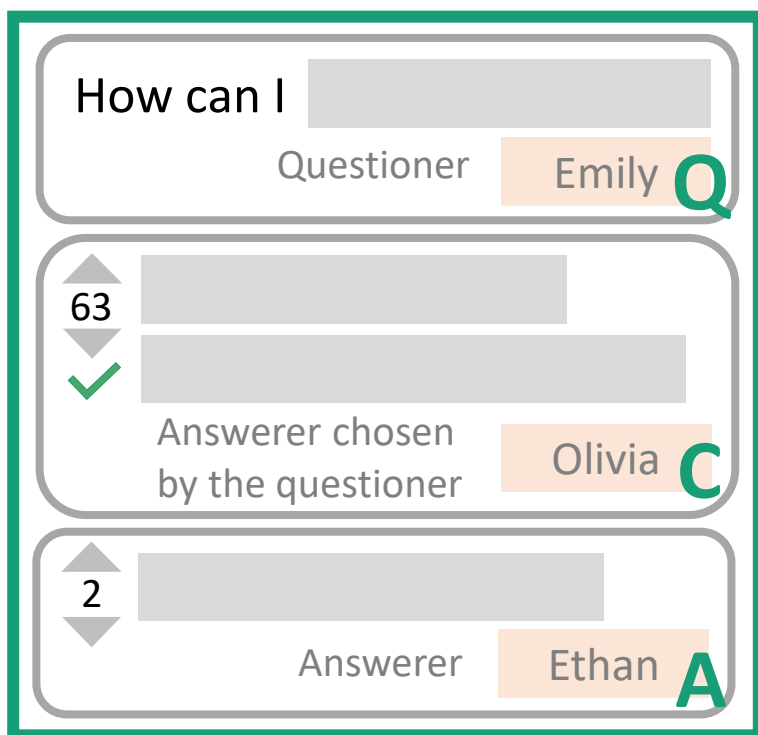 How can I
Questioner Emily Q
63
Answerer chosen
by the questioner Olivia C
2
Answerer Ethan A